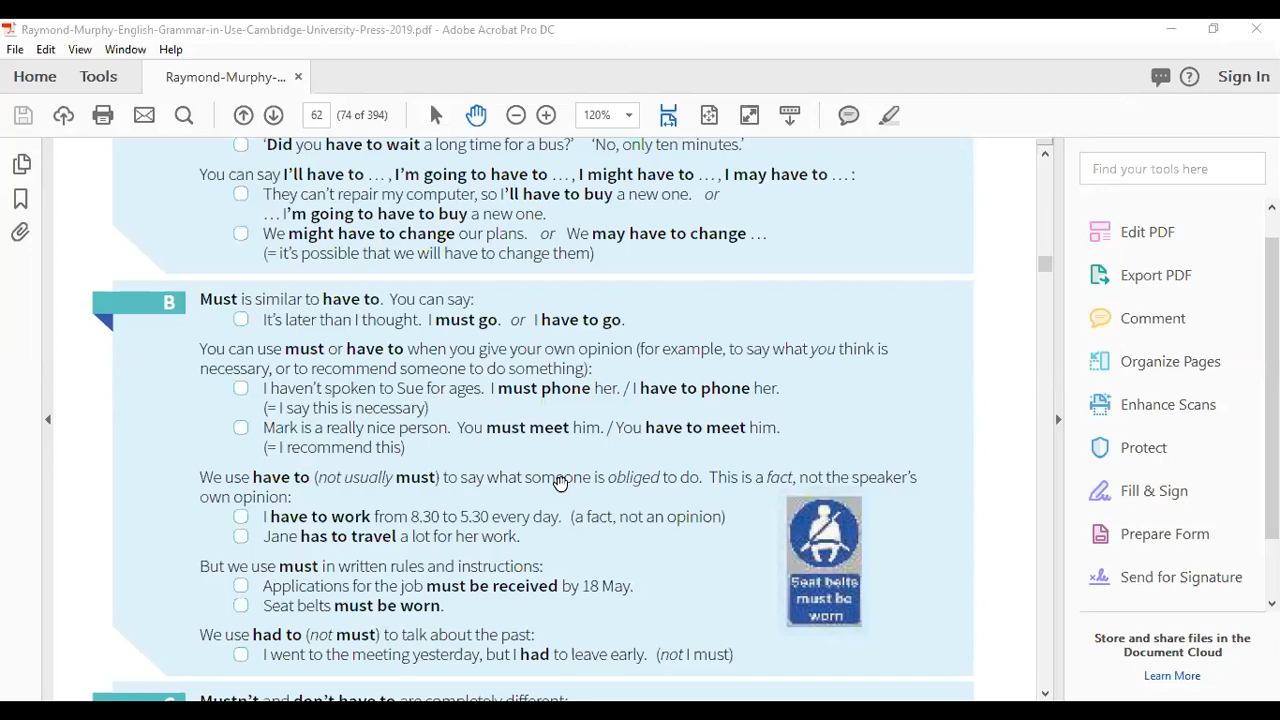 Raymond-Murphy-English-Grammar-in-Use-Cambridge-University-Press-2019.pdf - Adobe Acrobat Pro DC
File Edit View Window Help
Home Tools Raymond-Murphy-... × Sign In
62 (74 of 394) 120%
'Did you have to wait a long time for a bus?' 'No, only ten minutes.'
You can say I'll have to … , I'm going to have to … , I might have to … , I may have to … :
They can't repair my computer, so I'll have to buy a new one. or
… I'm going to have to buy a new one.
We might have to change our plans. or We may have to change …
(= it's possible that we will have to change them)
B
Must is similar to have to. You can say:
It's later than I thought. I must go. or I have to go.
You can use must or have to when you give your own opinion (for example, to say what you think is
necessary, or to recommend someone to do something):
I haven't spoken to Sue for ages. I must phone her. / I have to phone her.
(= I say this is necessary)
Mark is a really nice person. You must meet him. / You have to meet him.
(= I recommend this)
We use have to (not usually must) to say what someone is obliged to do. This is a fact, not the speaker's
own opinion:
I have to work from 8.30 to 5.30 every day. (a fact, not an opinion)
Jane has to travel a lot for her work.
But we use must in written rules and instructions:
Applications for the job must be received by 18 May.
Seat belts must be worn.
Seat belts
must be
worn
We use had to (not must) to talk about the past:
I went to the meeting yesterday, but I had to leave early. (not I must)
Mustn't and don't have to are completely different:
Find your tools here
Edit PDF
Export PDF
Comment
Organize Pages
Enhance Scans
Protect
Fill & Sign
Prepare Form
Send for Signature
Store and share files in the
Document Cloud
Learn More